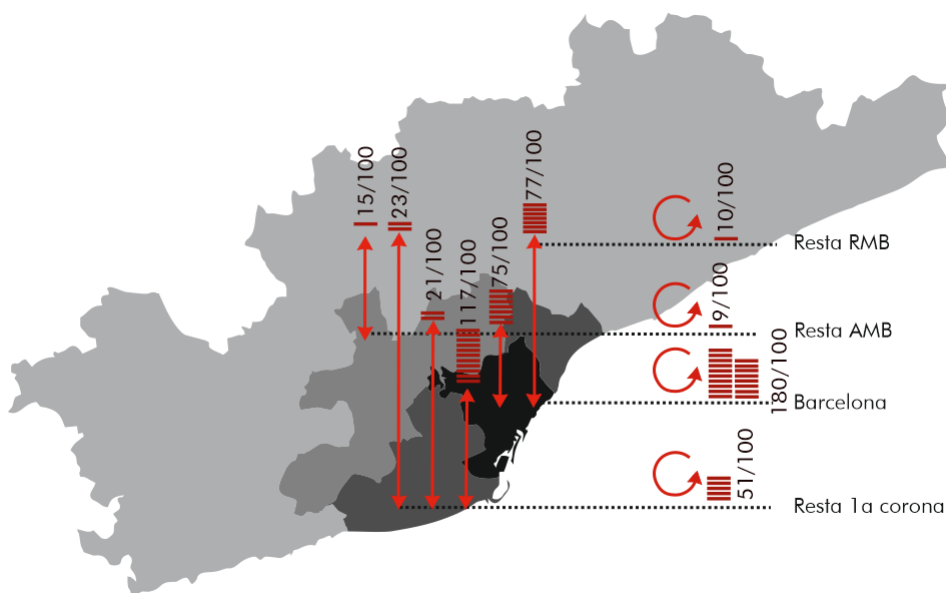 15/100
23/100
21/100
117/100
75/100
77/100
10/100
Resta RMB
9/100
Resta AMB
180/100
Barcelona
51/100
Resta 1a corona